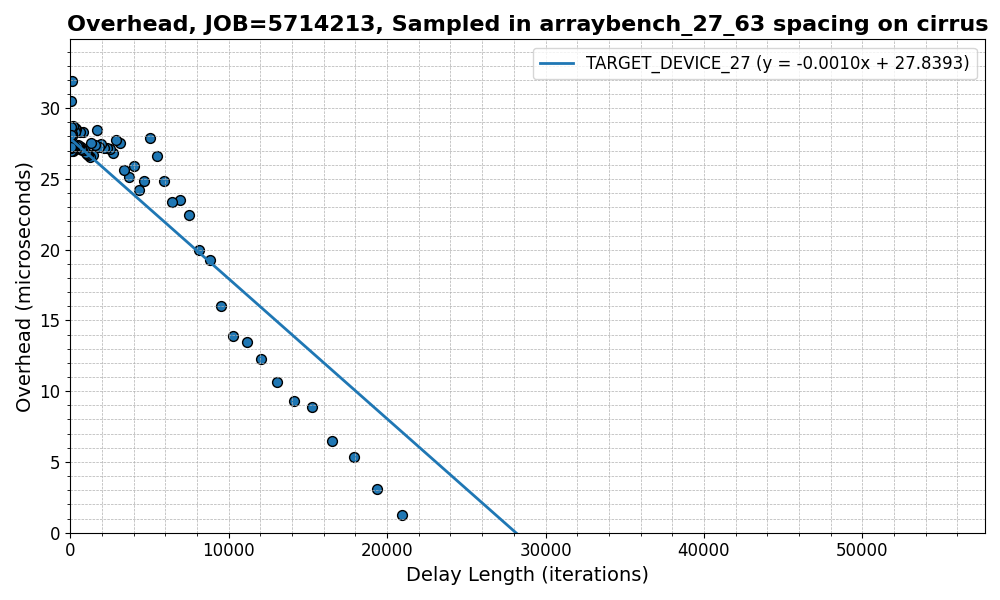 Overhead, JOB=5714213, Sampled in arraybench_27_63 spacing on cirrus
TARGET_DEVICE_27 (y = -0.0010x + 27.8393)
Overhead (microseconds)
30
25
20
15
10
5
0
0 10000 20000 30000 40000 50000
Delay Length (iterations)